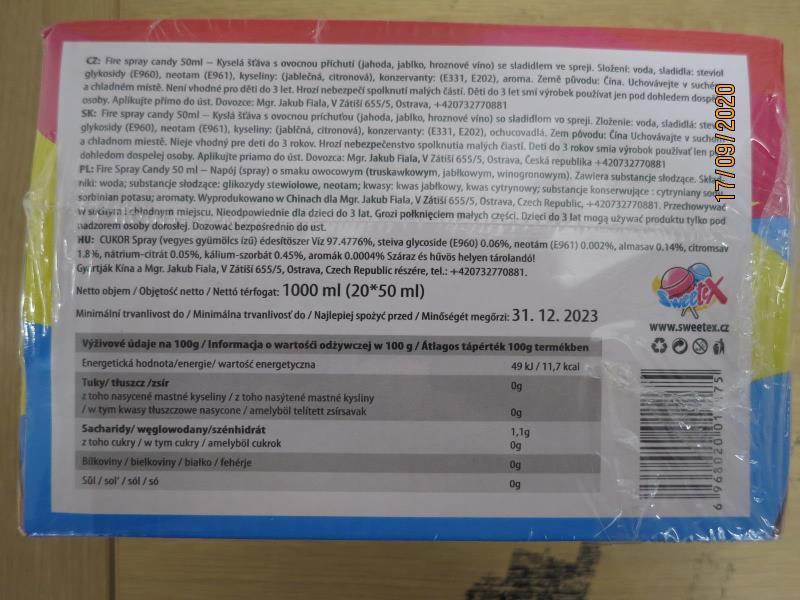 CZ: Fire spray candy 50ml – Kyselá šťáva s ovocnou příchutí (jahoda, jablko, hroznové víno) se sladidlem ve spreji. Složení: voda, sladidla: steviol
glykosidy (E960), neotam (E961), kyseliny: (jablečná, citronová), konzervanty: (E331, E202), aroma. Země původu: Čína. Uchovávejte v suché
a chladném místě. Není vhodné pro děti do 3 let. Hrozí nebezpečí spolknutí malých částí. Děti do 3 let smí výrobek používat jen pod dohledem dospělé
osoby. Aplikujte přímo do úst. Dovozce: Mgr. Jakub Fiala, V Zátiší 655/5, Ostrava, +420732770881
SK: Fire spray candy 50ml – Kyslá šťava s ovocnou príchuťou (jahoda, jablko, hroznové víno) so sladidlom vo spreji. Zloženie: voda, sladidlá:
glykosidy (E960), neotam (E961), kyseliny: (jablčná, citrónová), konzervanty: (E331, E202), ochucovadlá. Zem pôvodu: Čína Uchovávajte v
a chladnom mieste. Nieje vhodný pre deti do 3 rokov. Hrozí nebezpečenstvo spolknutia malých častí. Deti do 3 rokov smia výrobok používať len
dohledom dospelej osoby. Aplikujte priamo do úst. Dovozca: Mgr. Jakub Fiala, V Zátiší 655/5, Ostrava, Česká republika +420732770881
PL: Fire Spray Candy 50 ml – Napój (spray) o smaku owocowym (truskawkowym, jabłkowym, winogronowym). Zawiera substancje słodzące.
niki: woda; substancje słodzące: glikozydy stewiolowe, neotam; kwasy: kwas jabłkowy, kwas cytrynowy; substancje konserwujące : cytryniany
sorbinian potasu; aromaty. Wyprodukowano w Chinach dla Mgr. Jakub Fiala, V Zátiší 655/5, Ostrava, Czech Republic, +420732770881. Przechowywać
w suchym i chłodnym miejscu. Nieodpowiednie dla dzieci do 3 lat. Grozi połknięciem małych części. Dzieci do 3 lat mogą używać produktu tylko pod
nadzorem osoby dorosłej. Dozować bezpośrednio do ust.
HU: CUKOR Spray (vegyes gyümölcs ízű) édesítőszer Víz 97.4776%, steiva glycoside (E960) 0.06%, neotám (E961) 0.002%, almasav 0.14%, citromsav
1.8%, nátrium-citrát 0.05%, kálium-szorbát 0.45%, aromák 0.0004% Száraz és hűvös helyen tárolandó!
Gyártják Kína a Mgr. Jakub Fiala, V Zátiší 655/5, Ostrava, Czech Republic részére, tel.: +420732770881.
Netto objem / Objętość netto / Nettó térfogat: 1000 ml (20*50 ml)
Minimální trvanlivost do / Minimálna trvanlivosť do / Najlepiej spożyć przed / Minőségét megőrzi: 31. 12. 2023
Sweetex
www.sweetex.cz
Výživové údaje na 100g / Informacja o wartości odżywczej w 100 g / Átlagos tápérték 100g termékben
Energetická hodnota/energie/ wartość energetyczna 49 kJ / 11,7 kcal
Tuky/ tłuszcz /zsír 0g
z toho nasycené mastné kyseliny / z toho nasýtené mastné kysliny
/ w tym kwasy tłuszczowe nasycone / amelyből telített zsírsavak 0g
Sacharidy/ węglowodany/szénhidrát 1,1g
z toho cukry / w tym cukry / amelyből cukrok 0g
Bílkoviny / bielkoviny / białko / fehérje 0g
Sůl / soľ / sól / só 0g
17/09/2020